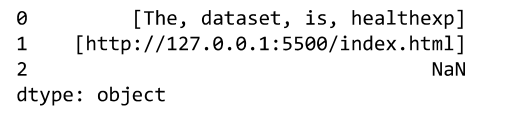 0 [The, dataset, is, healthexp]
1 [http://127.0.0.1:5500/index.html]
2 NaN
dtype: object